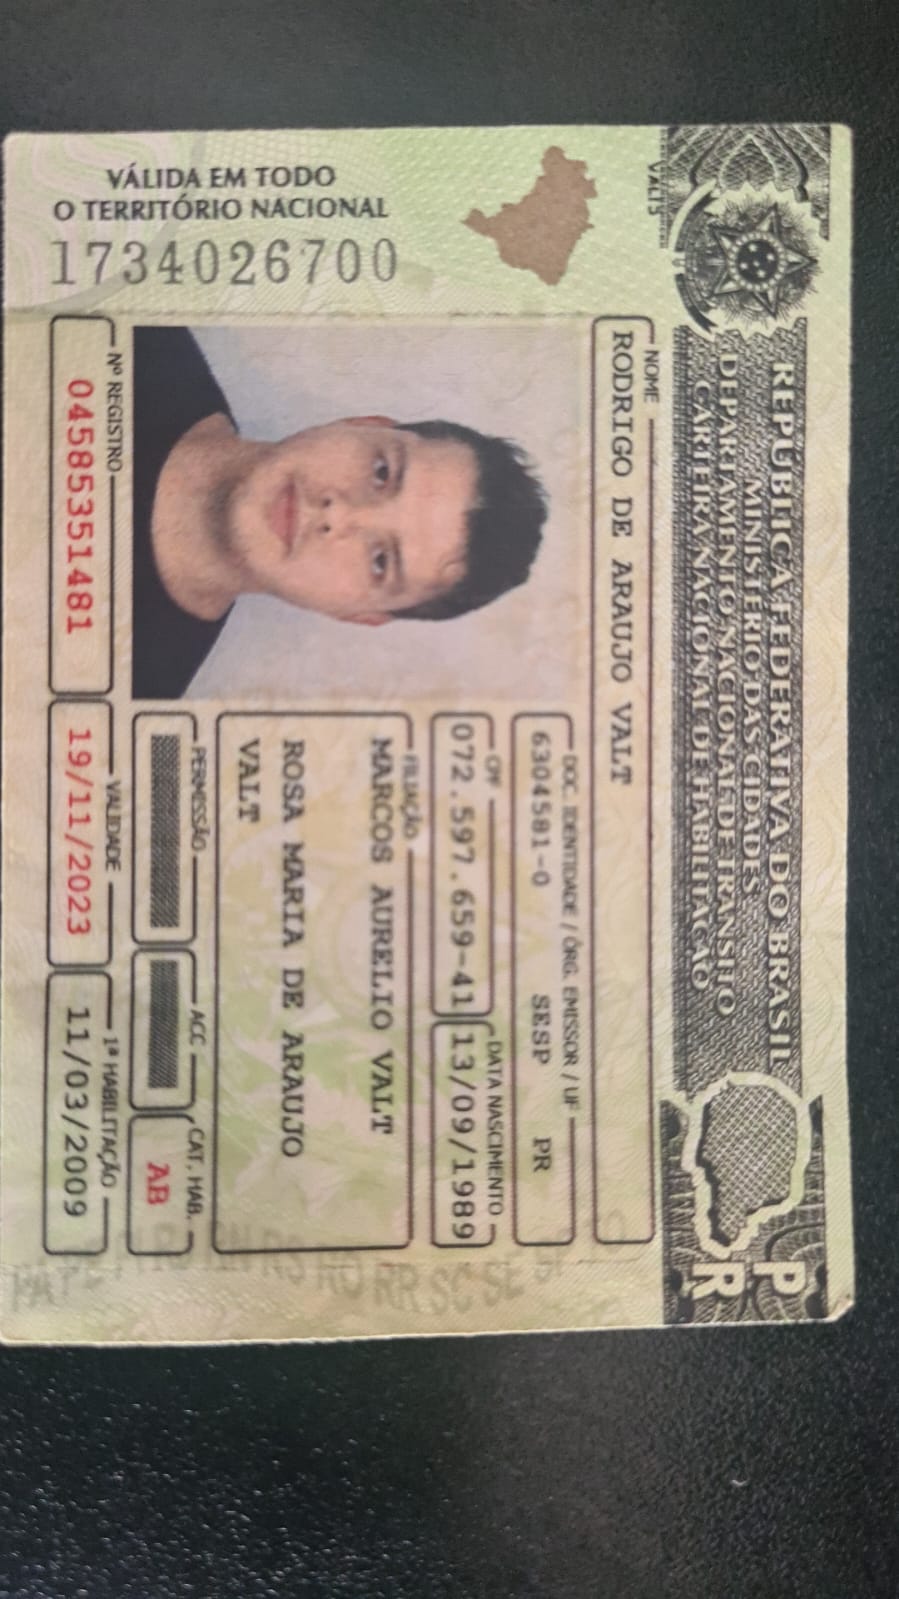 REPÚBLICA FEDERATIVA DO BRASIL
MINISTÉRIO DAS CIDADES
DEPARTAMENTO NACIONAL DE TRÂNSITO
CARTEIRA NACIONAL DE HABILITAÇÃO
PR
VÁLIDA EM TODO
O TERRITÓRIO NACIONAL
1734026700
NOME
RODRIGO DE ARAUJO VALT
DOC. IDENTIDADE / ÓRG. EMISSOR / UF
6304581-0 SESP PR
CPF
072.597.659-41
DATA NASCIMENTO
13/09/1989
FILIAÇÃO
MARCOS AURELIO VALT
ROSA MARIA DE ARAUJO
VALT
PERMISSÃO
ACC
CAT. HAB.
AB
Nº REGISTRO
04585351481
VALIDADE
19/11/2023
1ª HABILITAÇÃO
11/03/2009
RN RS RO RR SC SE